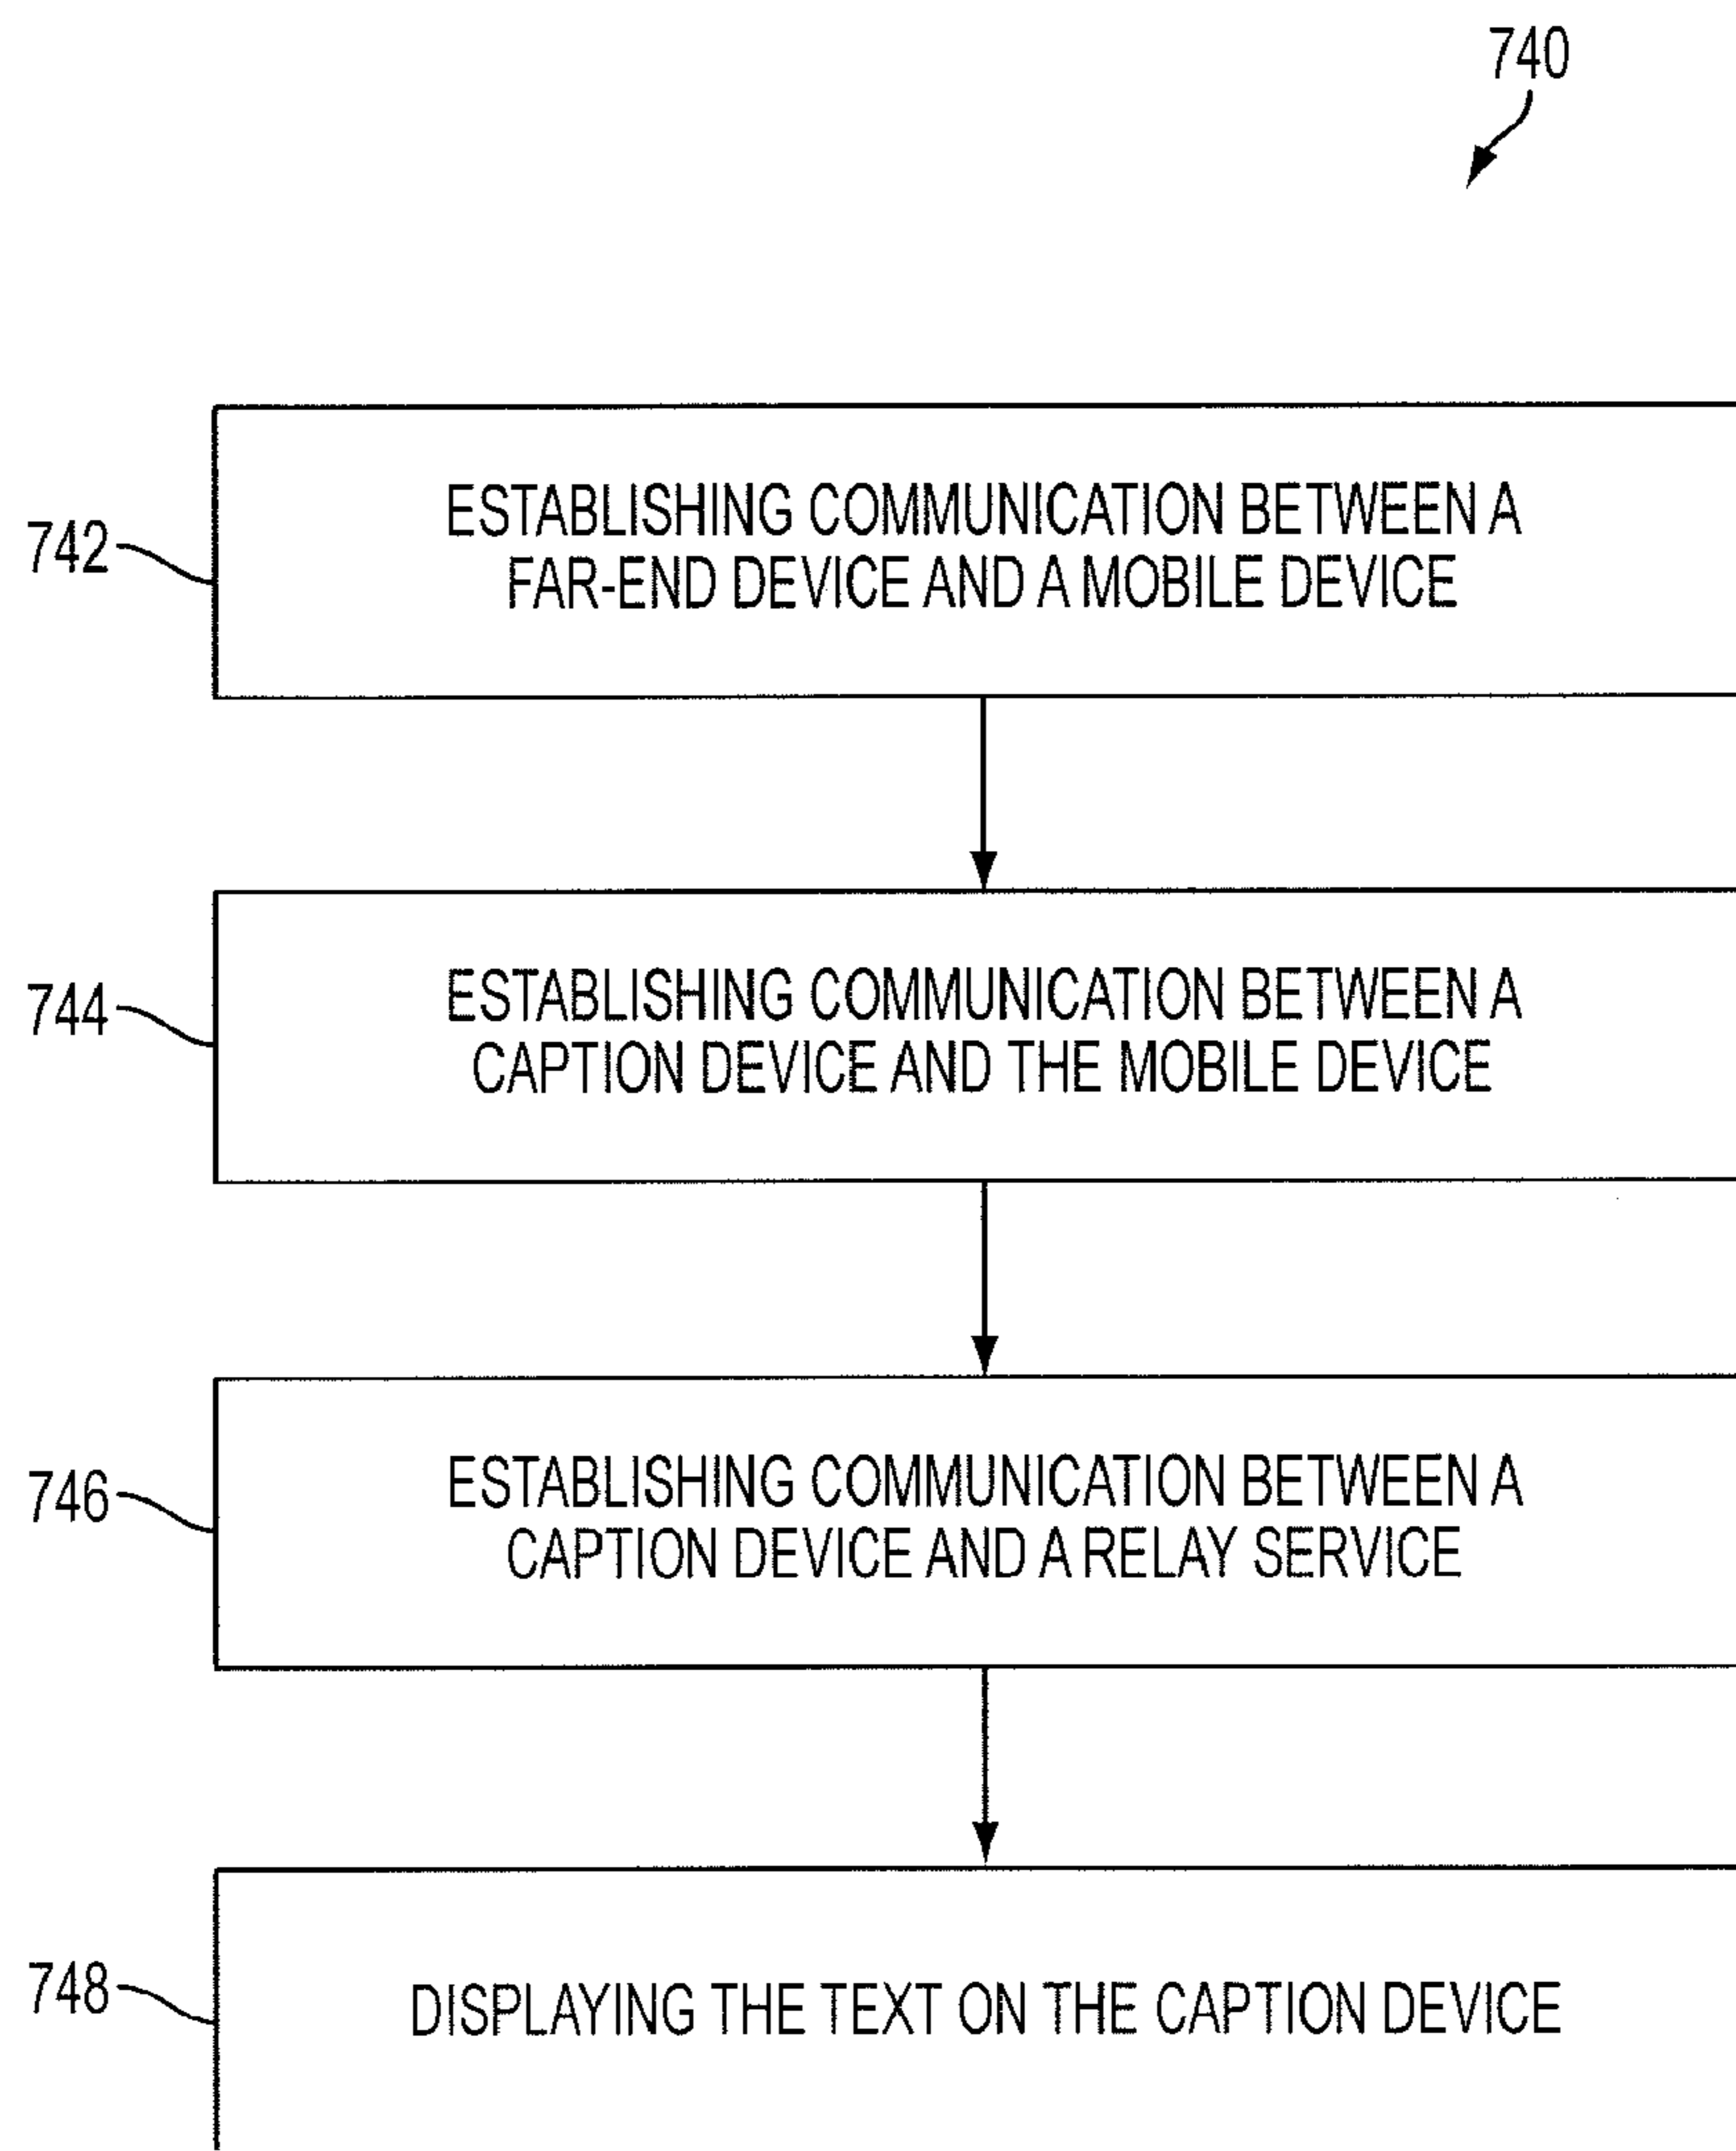 740
742
ESTABLISHING COMMUNICATION BETWEEN A
FAR-END DEVICE AND A MOBILE DEVICE
744
ESTABLISHING COMMUNICATION BETWEEN A
CAPTION DEVICE AND THE MOBILE DEVICE
746
ESTABLISHING COMMUNICATION BETWEEN A
CAPTION DEVICE AND A RELAY SERVICE
748
DISPLAYING THE TEXT ON THE CAPTION DEVICE